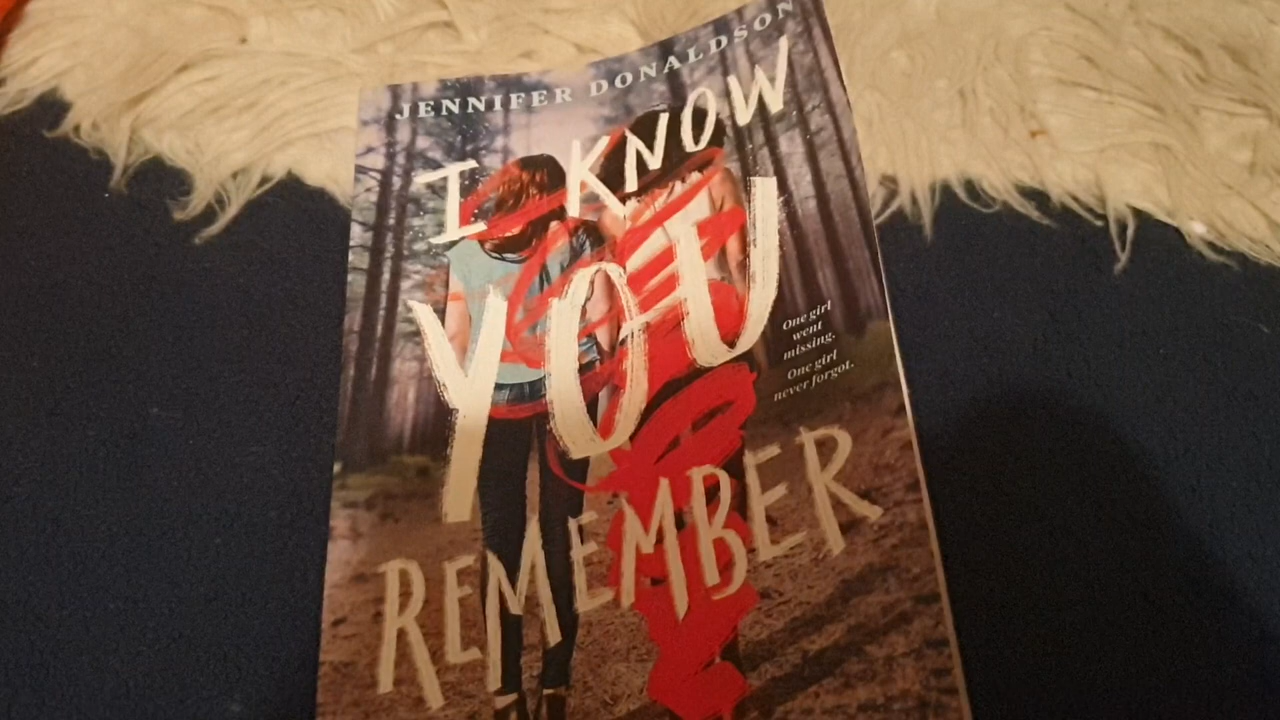 JENNIFER DONALDSON
I KNOW
YOU
REMEMBER
One girl
went
missing.
One girl
never forgot.